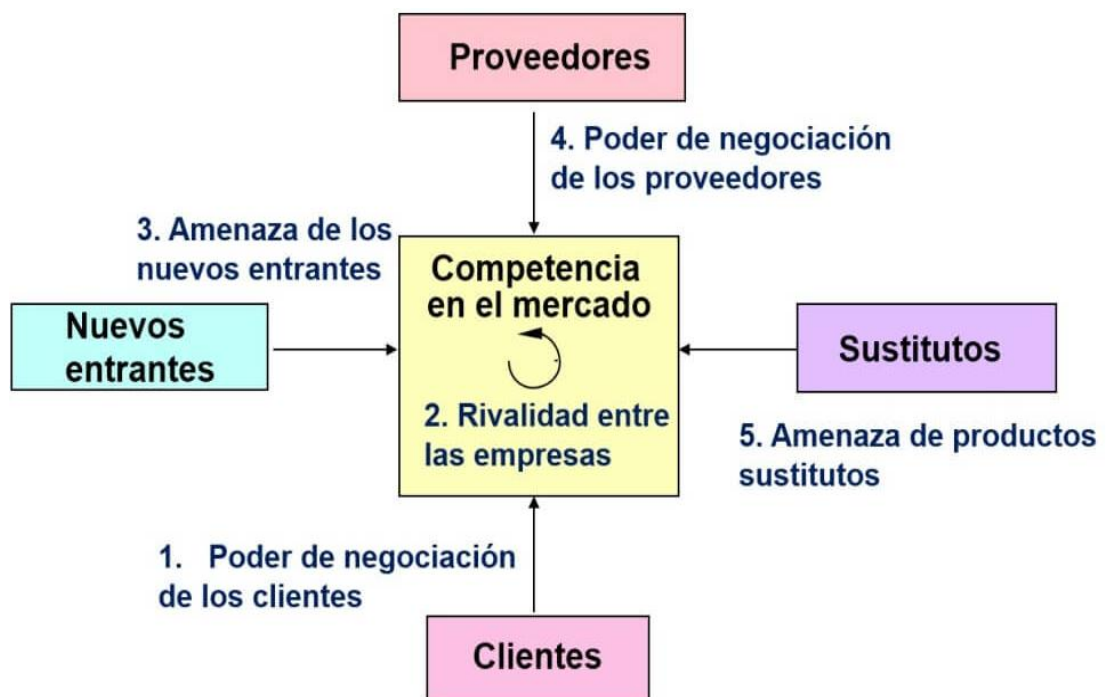 Proveedores
4. Poder de negociación
de los proveedores
3. Amenaza de los
nuevos entrantes
Competencia
en el mercado
Nuevos
entrantes
Sustitutos
2. Rivalidad entre
las empresas
5. Amenaza de productos
sustitutos
1. Poder de negociación
de los clientes
Clientes